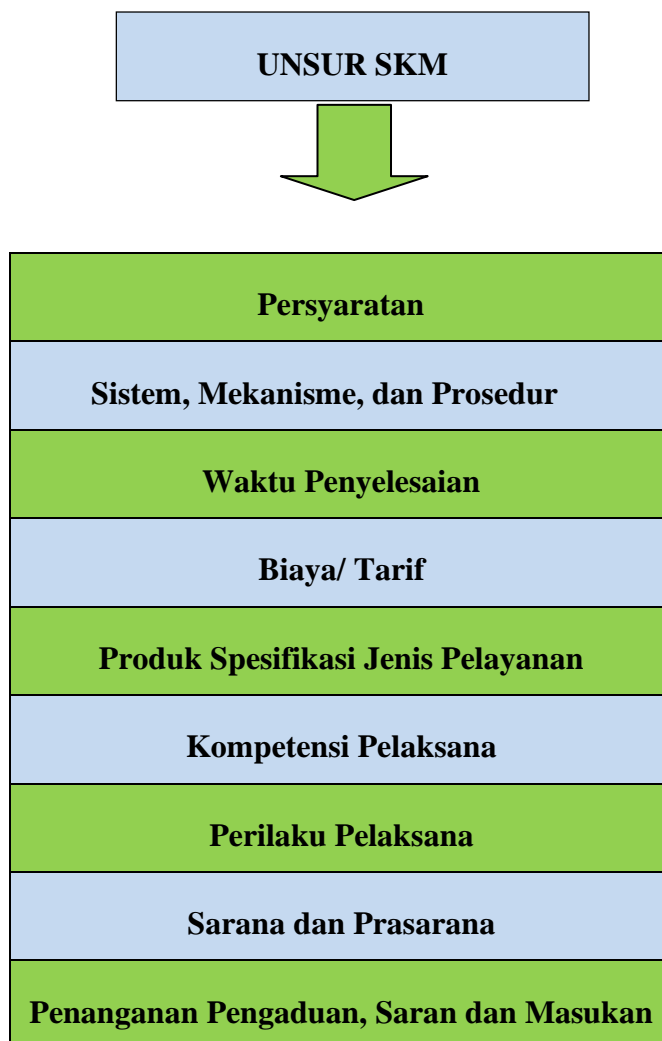 UNSUR SKM
Persyaratan
Sistem, Mekanisme, dan Prosedur
Waktu Penyelesaian
Biaya/ Tarif
Produk Spesifikasi Jenis Pelayanan
Kompetensi Pelaksana
Perilaku Pelaksana
Sarana dan Prasarana
Penanganan Pengaduan, Saran dan Masukan